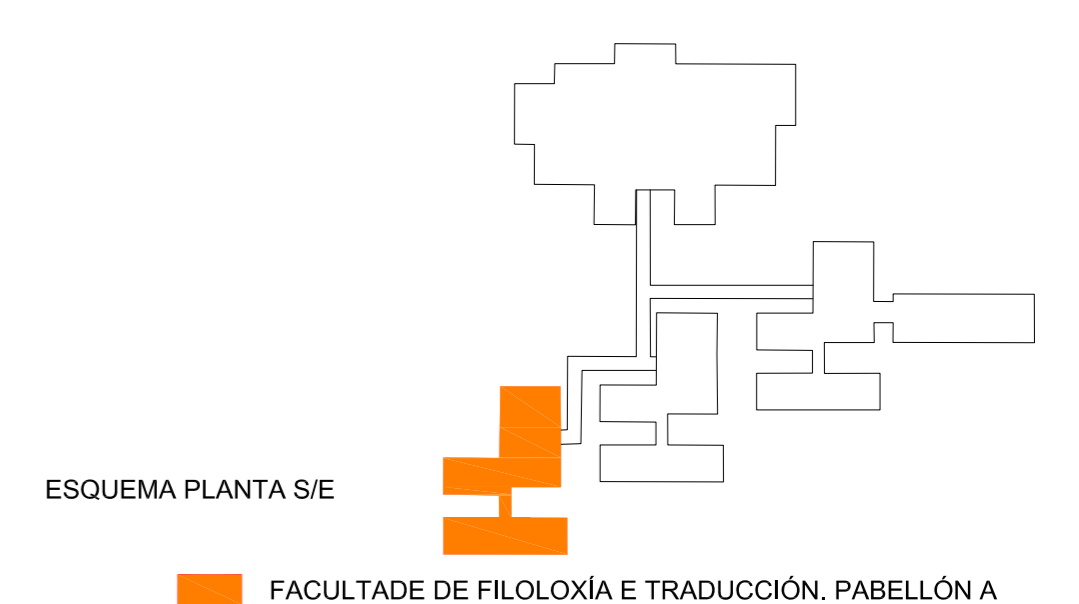 ESQUEMA PLANTA S/E
FACULTADE DE FILOLOXÍA E TRADUCCIÓN, PABELLÓN A